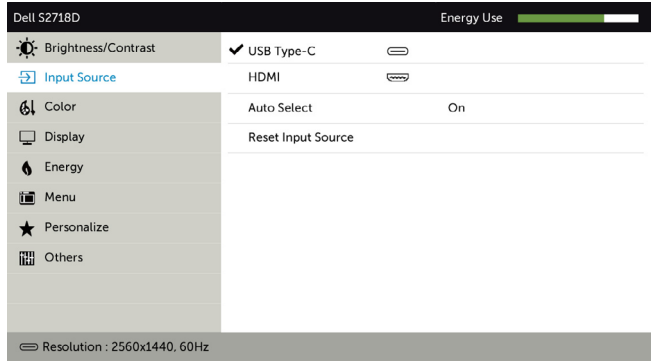 Dell S2718D Energy Use
Brightness/Contrast
Input Source
Color
Display
Energy
Menu
Personalize
Others
USB Type-C
HDMI
Auto Select On
Reset Input Source
Resolution : 2560x1440, 60Hz